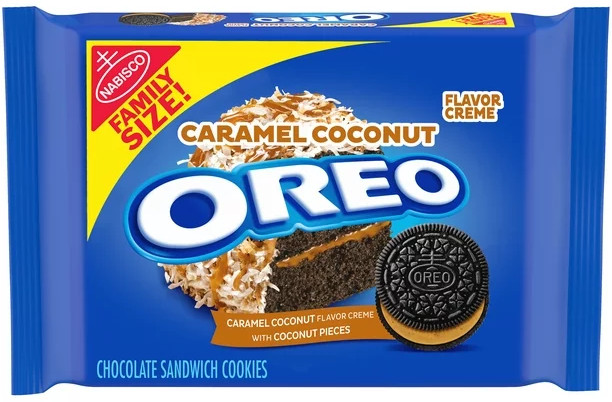 OREO
NABISCO
FAMILY
SIZE!
CARAMEL COCONUT
FLAVOR
CREME
OREO
OREO
CARAMEL COCONUT FLAVOR CREME
WITH COCONUT PIECES
CHOCOLATE SANDWICH COOKIES